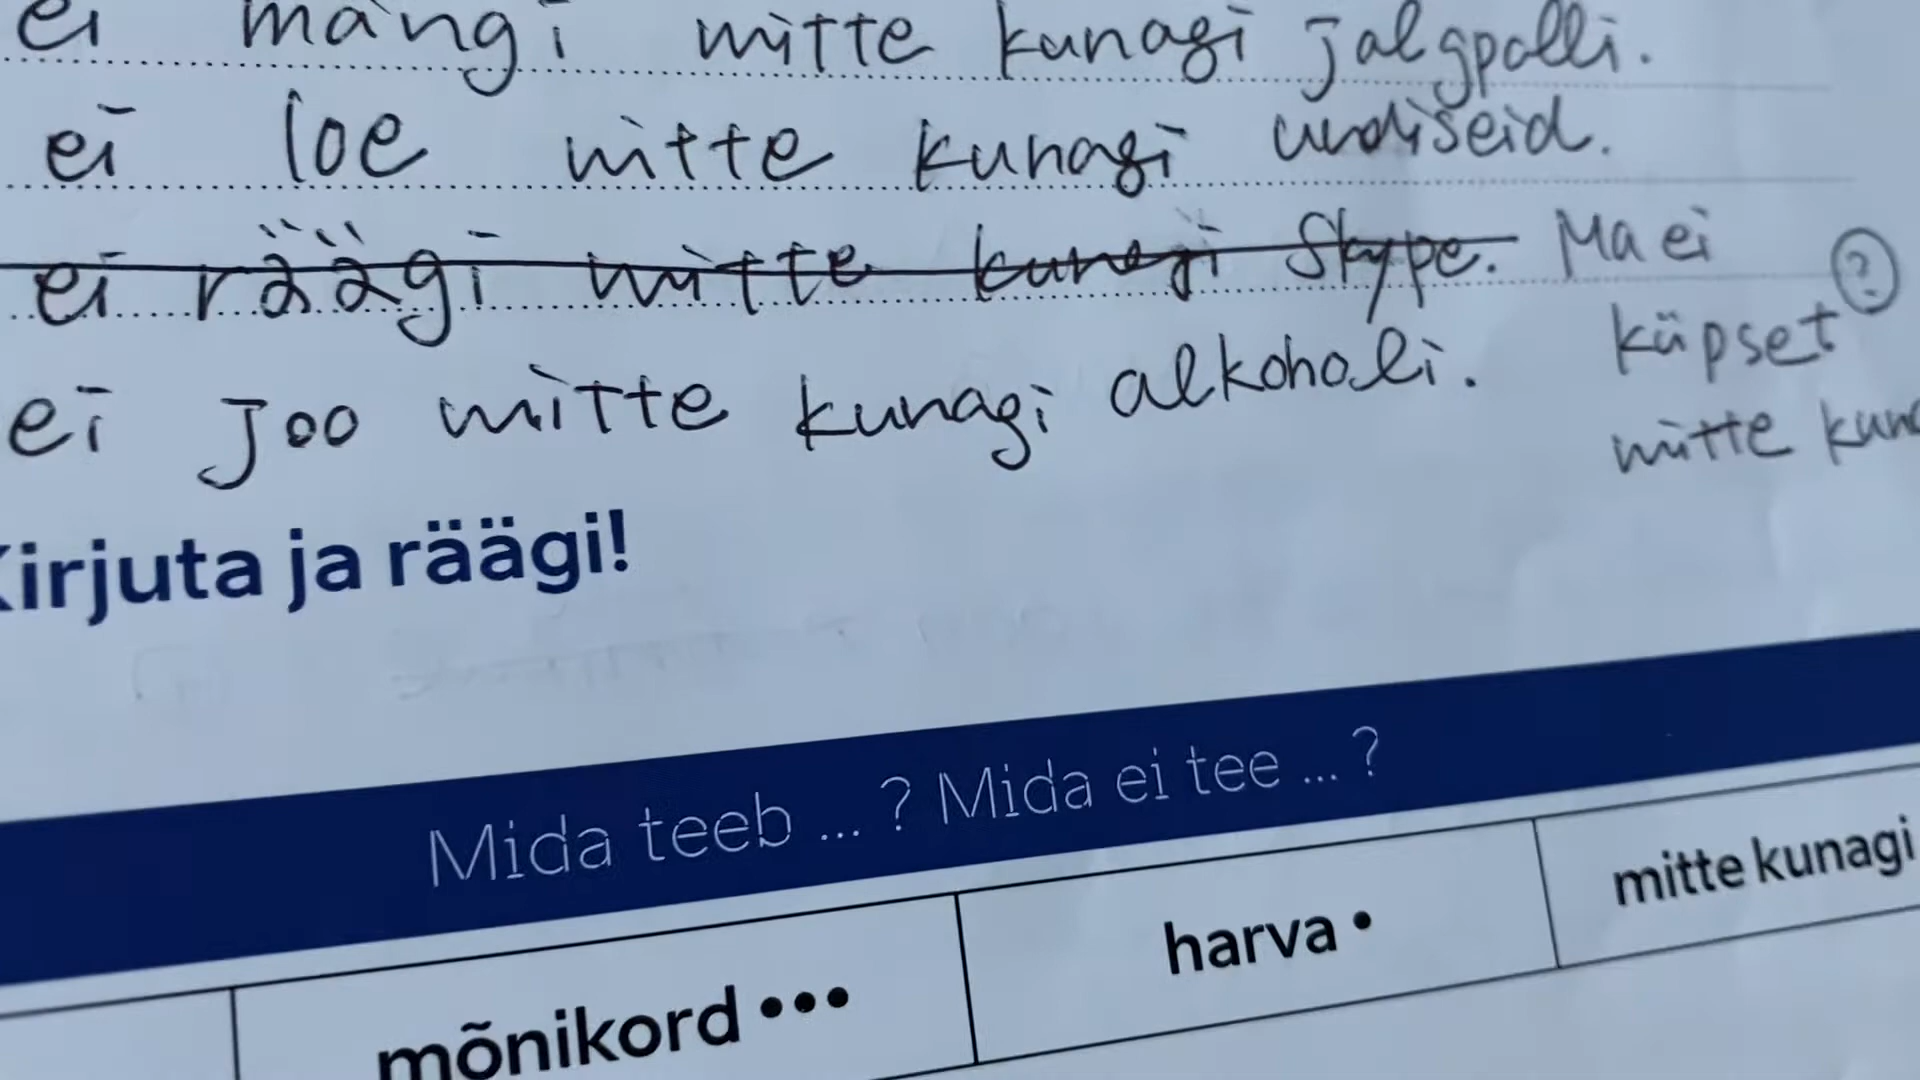 ei mängi mitte kunagi jalgpalli.
ei loe mitte kunagi uudiseid.
ei räägi mitte kunagi Skype. Ma ei
küpset ?
mitte
ei joo mitte kunagi alkoholi.
Kirjuta ja räägi!
Mida teeb ... ? Mida ei tee ... ?
mõnikord ••• harva • mitte kunagi